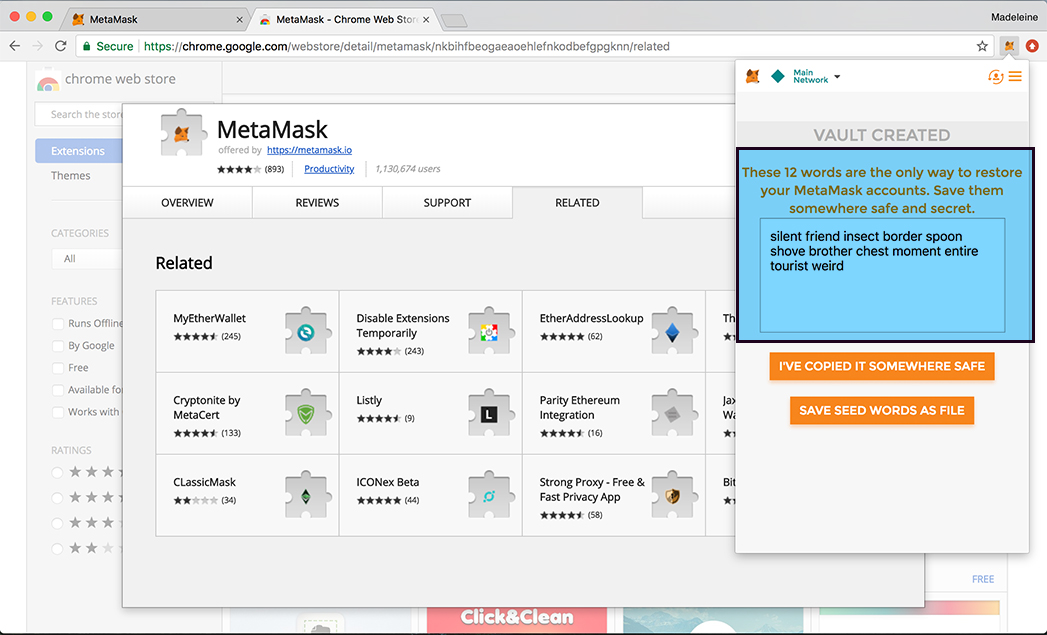 MetaMask
MetaMask - Chrome Web Stor
Madeleine
Secure
https://chrome.google.com/webstore/detail/metamask/nkbihfbeogaeaoehlefnkodbefgpgknn/related
chrome web store
Search the store
Extensions
Themes
CATEGORIES
All
FEATURES
Runs Offline
By Google
Free
Available fo
Works with
RATINGS
MetaMask
offered by https://metamask.io
(893) Productivity 1,130,674 users
OVERVIEW REVIEWS SUPPORT RELATED
Related
MyEtherWallet
(245)
Disable Extensions
Temporarily
(243)
EtherAddressLookup
(62)
Th
Cryptonite by
MetaCert
(133)
Listly
(9)
L
Parity Ethereum
Integration
(16)
Jax
Wa
CLassicMask
(34)
ICONex Beta
(44)
Strong Proxy - Free &
Fast Privacy App
(58)
Bit
Main
Network
VAULT CREATED
These 12 words are the only way to restore
your MetaMask accounts. Save them
somewhere safe and secret.
silent friend insect border spoon
shove brother chest moment entire
tourist weird
I'VE COPIED IT SOMEWHERE SAFE
SAVE SEED WORDS AS FILE
FREE
Click&Clean